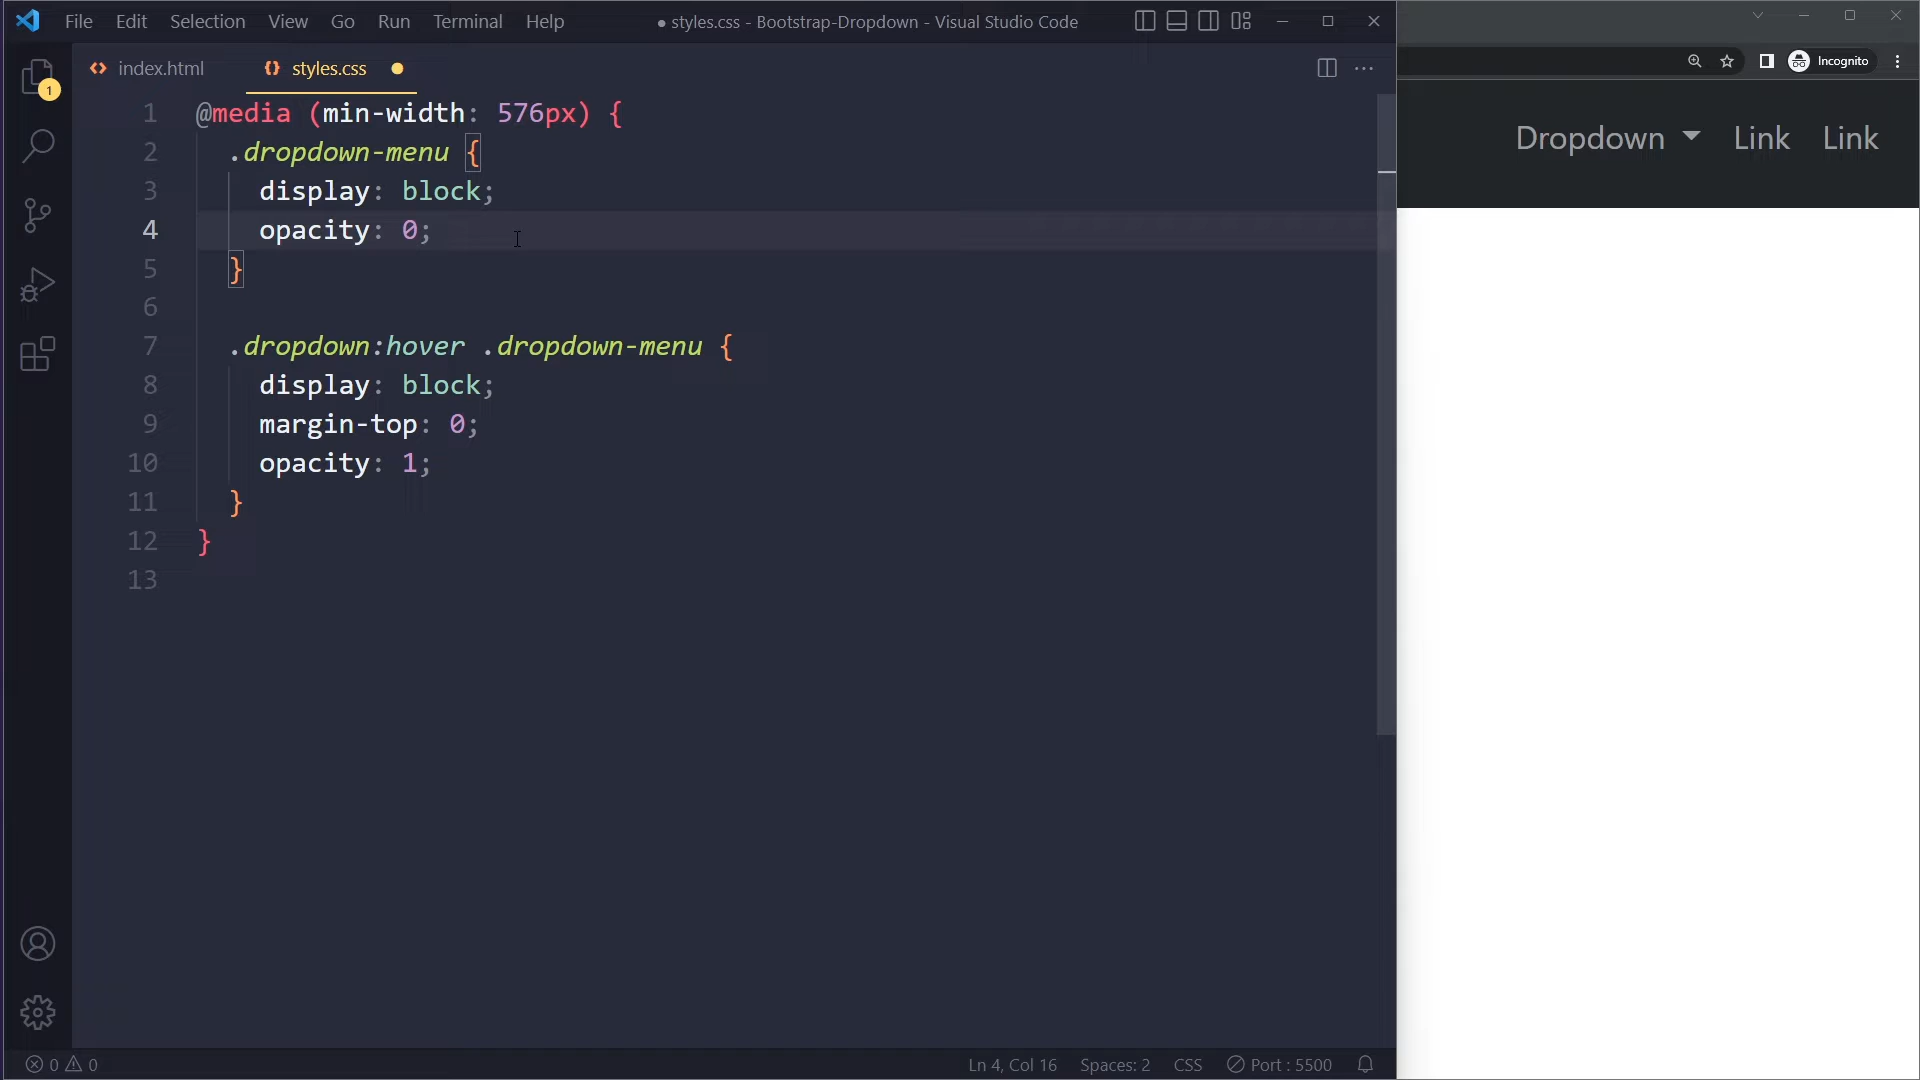 File Edit Selection View Go Run Terminal Help
● styles.css - Bootstrap-Dropdown - Visual Studio Code
index.html
{} styles.css ●
1
Incognito
Dropdown Link Link
1 @media (min-width: 576px) {
2 .dropdown-menu {
3 display: block;
4 opacity: 0;
5 }
6
7 .dropdown:hover .dropdown-menu {
8 display: block;
9 margin-top: 0;
10 opacity: 1;
11 }
12 }
13
0 0
Ln 4, Col 16 Spaces: 2 CSS Port : 5500